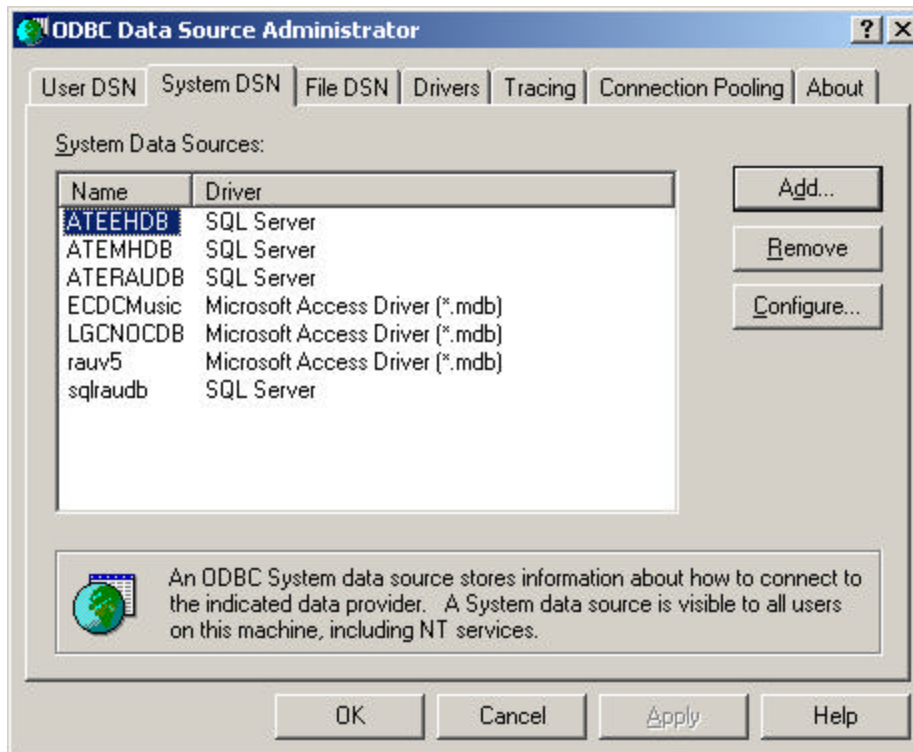 ODBC Data Source Administrator
User DSN System DSN File DSN Drivers Tracing Connection Pooling About
System Data Sources:
Name Driver
ATEEHDB SQL Server
ATEMHDB SQL Server
ATERAUDB SQL Server
ECDCMusic Microsoft Access Driver (*.mdb)
LGCNOCDB Microsoft Access Driver (*.mdb)
rauv5 Microsoft Access Driver (*.mdb)
sqlraudb SQL Server
Add...
Remove
Configure...
An ODBC System data source stores information about how to connect to
the indicated data provider. A System data source is visible to all users
on this machine, including NT services.
OK Cancel Apply Help